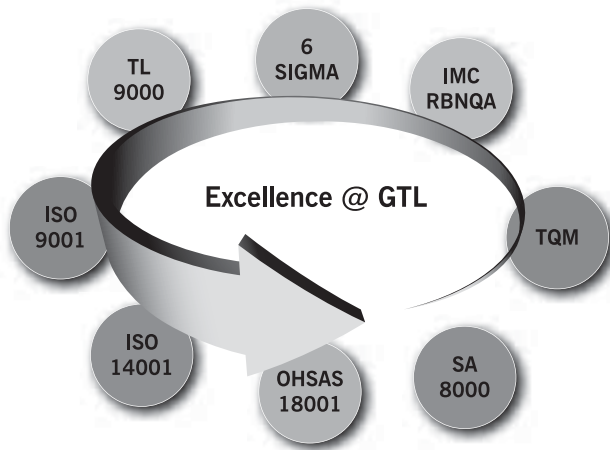 6
SIGMA
TL
9000
IMC
RBNQA
Excellence @ GTL
ISO
9001
TQM
ISO
14001
OHSAS
18001
SA
8000